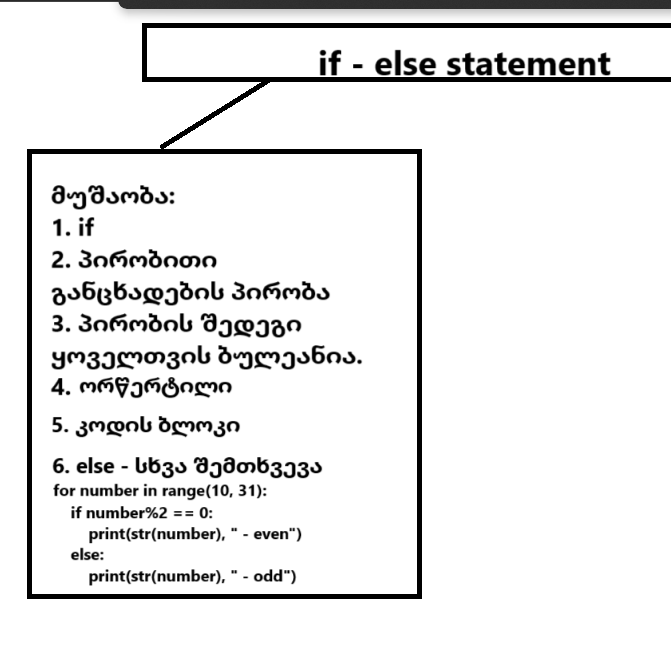 if - else statement
მუშაობა:
1. if
2. პირობითი
განცხადების პირობა
3. პირობის შედეგი
ყოველთვის ბულეანია.
4. ორწერტილი
5. კოდის ბლოკი
6. else - სხვა შემთხვევა
for number in range(10, 31):
if number%2 == 0:
print(str(number), " - even")
else:
print(str(number), " - odd")